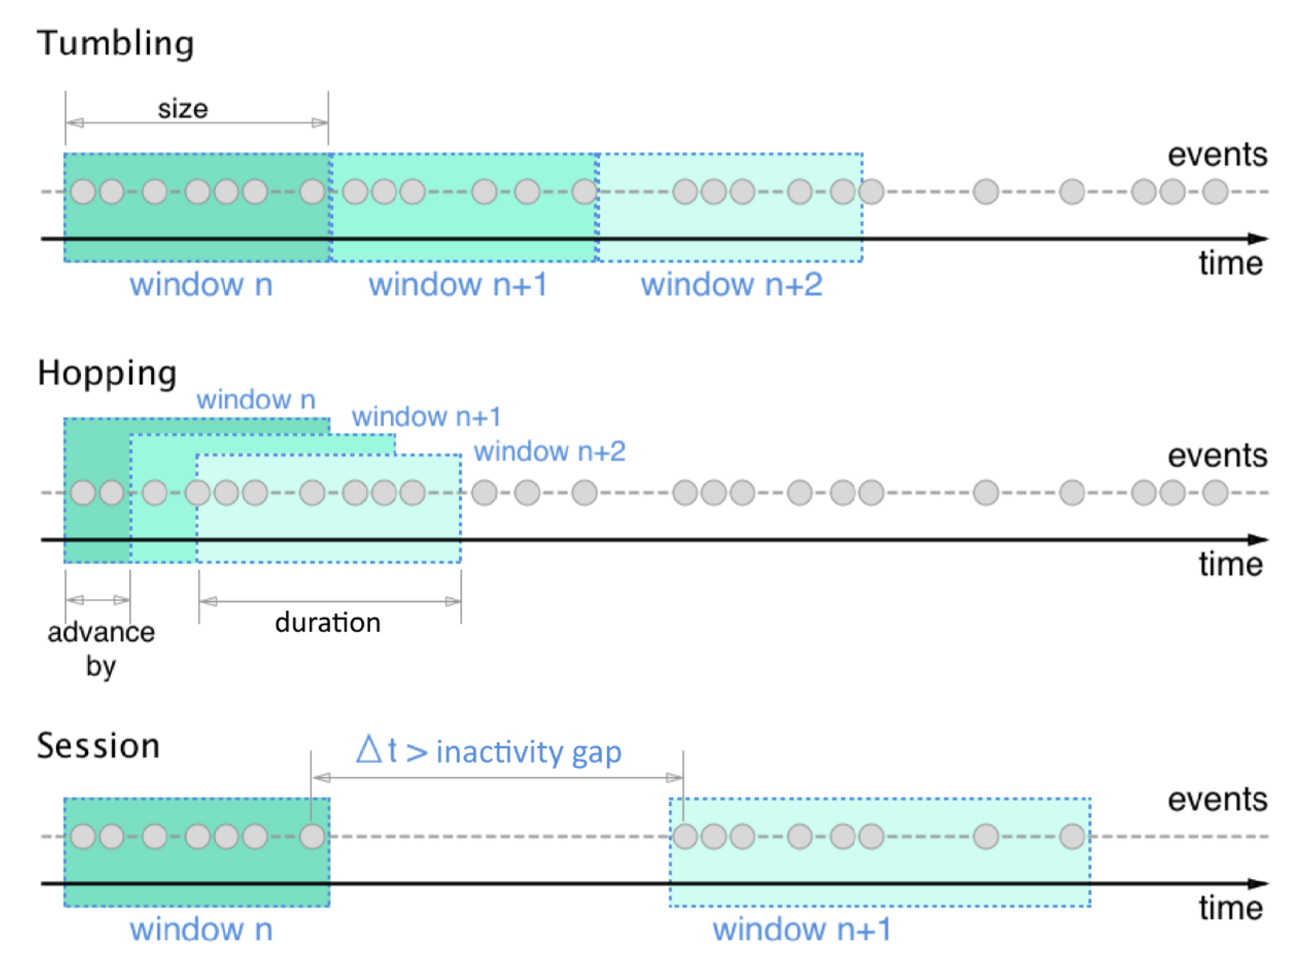 Tumbling
size
events
time
window n
window n+1
window n+2
Hopping
window n
window n+1
window n+2
events
time
advance
by
duration
Session
Δt > inactivity gap
events
time
window n
window n+1